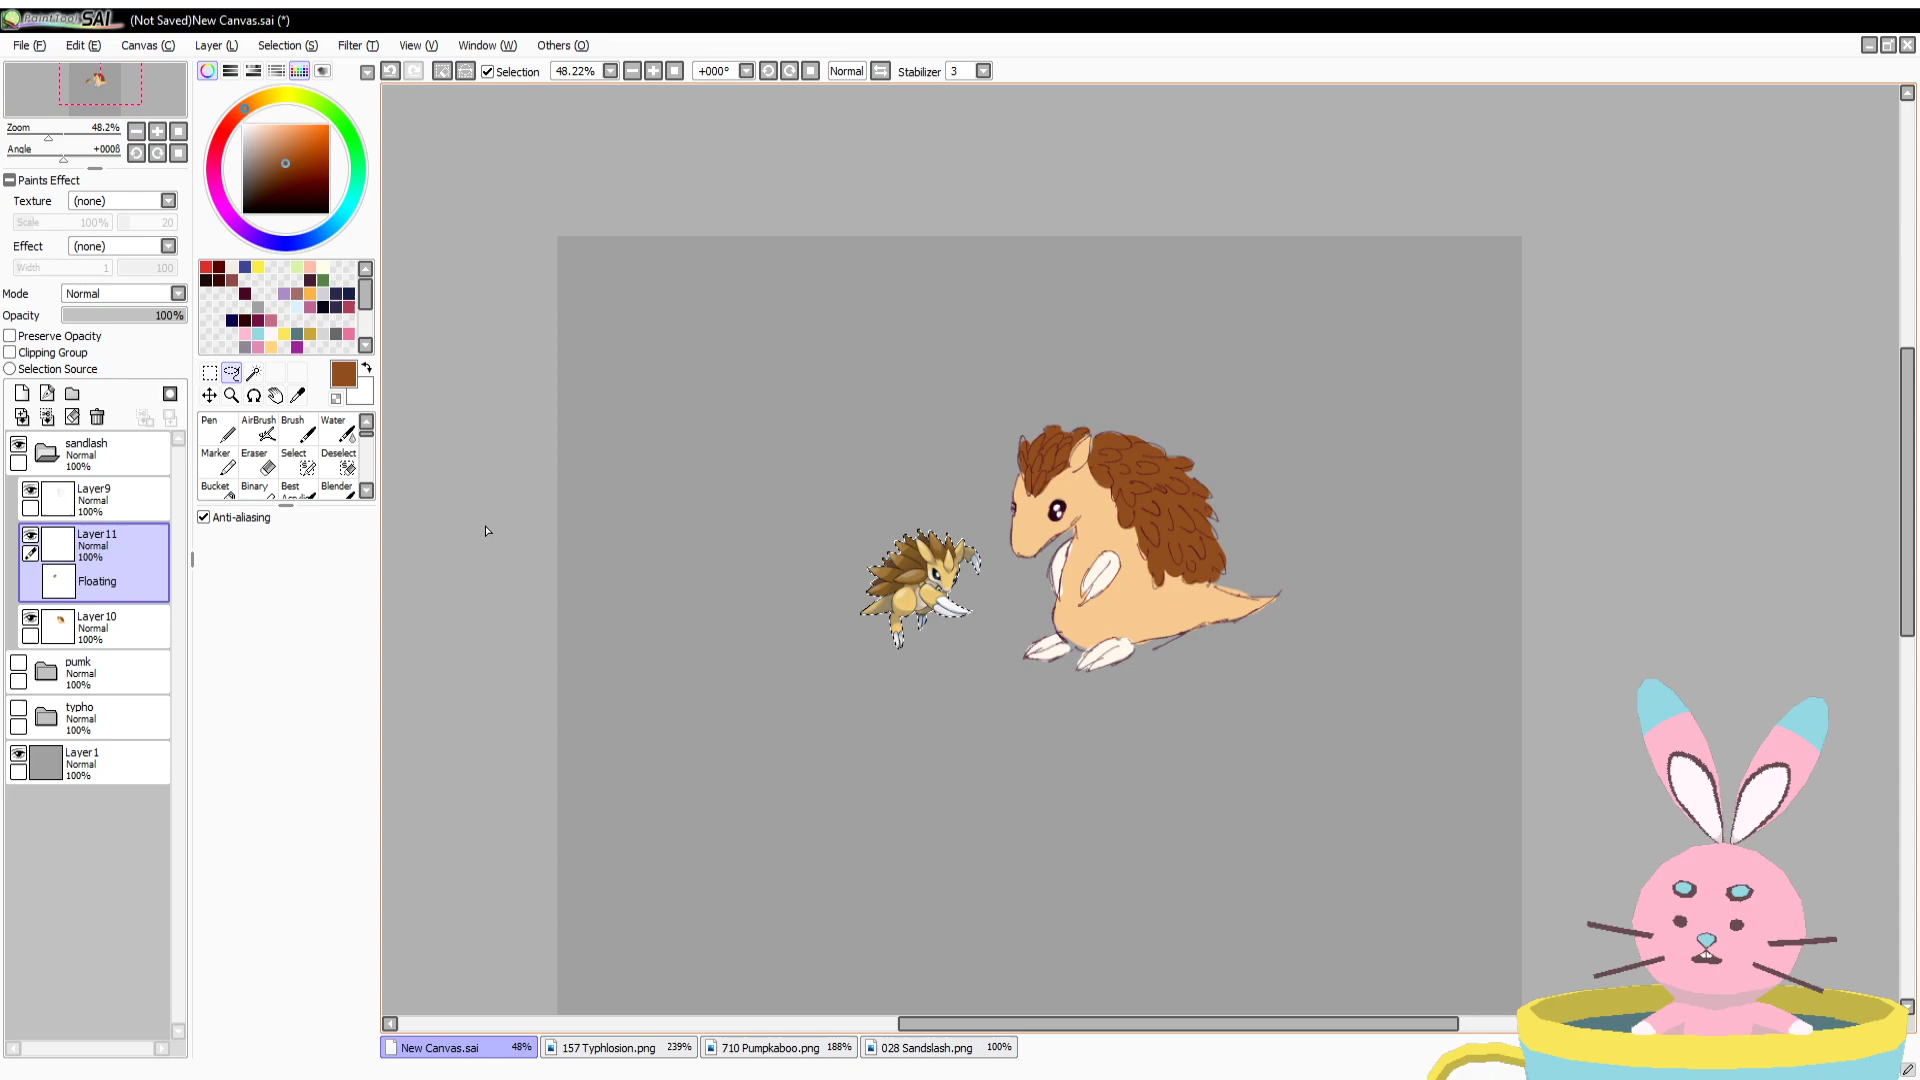 PaintTool SAI (Not Saved)New Canvas.sai (*)
File (F) Edit (E) Canvas (C) Layer (L) Selection (S) Filter (T) View (V) Window (W) Others (O)
Selection 48.22% +000° Normal Stabilizer 3
Zoom 48.2%
Angle +000ß
Paints Effect
Texture (none)
Scale 100% 20
Effect (none)
Width 1 100
Mode Normal
Opacity 100%
Preserve Opacity
Clipping Group
Selection Source
sandlash
Normal
100%
Layer9
Normal
100%
Layer11
Normal
100%
Floating
Layer10
Normal
100%
pumk
Normal
100%
typho
Normal
100%
Layer1
Normal
100%
Pen AirBrush Brush Water
Marker Eraser Select Deselect
Bucket Binary Best Blender
Anti-aliasing
New Canvas.sai 48% 157 Typhlosion.png 239% 710 Pumpkaboo.png 188% 028 Sandslash.png 100%